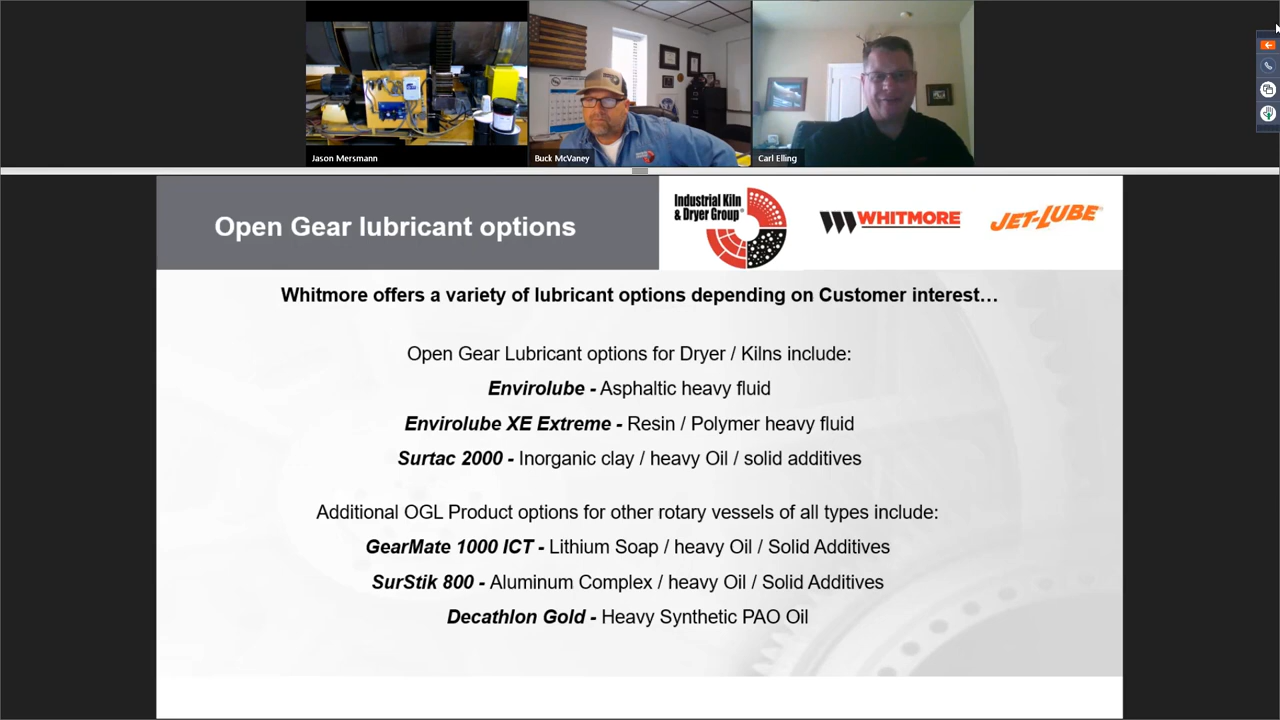 Jason Mersmann
Buck McVaney
Carl Elling
Open Gear lubricant options
Industrial Kiln
& Dryer Group®
WHITMORE
JET-LUBE®
Whitmore offers a variety of lubricant options depending on Customer interest…
Open Gear Lubricant options for Dryer / Kilns include:
Envirolube - Asphaltic heavy fluid
Envirolube XE Extreme - Resin / Polymer heavy fluid
Surtac 2000 - Inorganic clay / heavy Oil / solid additives
Additional OGL Product options for other rotary vessels of all types include:
GearMate 1000 ICT - Lithium Soap / heavy Oil / Solid Additives
SurStik 800 - Aluminum Complex / heavy Oil / Solid Additives
Decathlon Gold - Heavy Synthetic PAO Oil